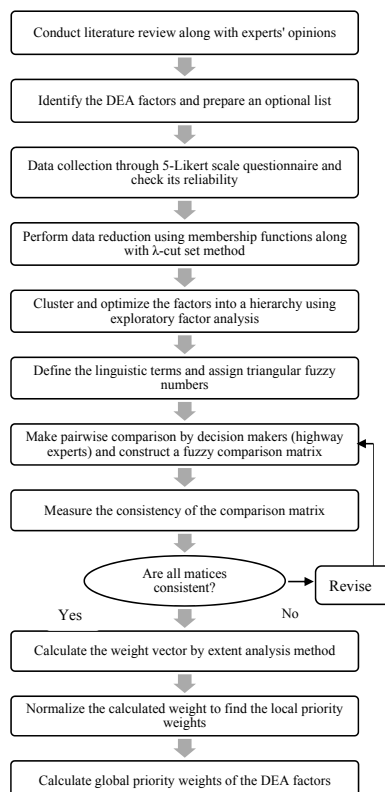 Conduct literature review along with experts' opinions
Identify the DEA factors and prepare an optional list
Data collection through 5-Likert scale questionnaire and
check its reliability
Perform data reduction using membership functions along
with λ-cut set method
Cluster and optimize the factors into a hierarchy using
exploratory factor analysis
Define the linguistic terms and assign triangular fuzzy
numbers
Make pairwise comparison by decision makers (highway
experts) and construct a fuzzy comparison matrix
Measure the consistency of the comparison matrix
Are all matices
consistent?
Revise
Yes
No
Calculate the weight vector by extent analysis method
Normalize the calculated weight to find the local priority
weights
Calculate global priority weights of the DEA factors